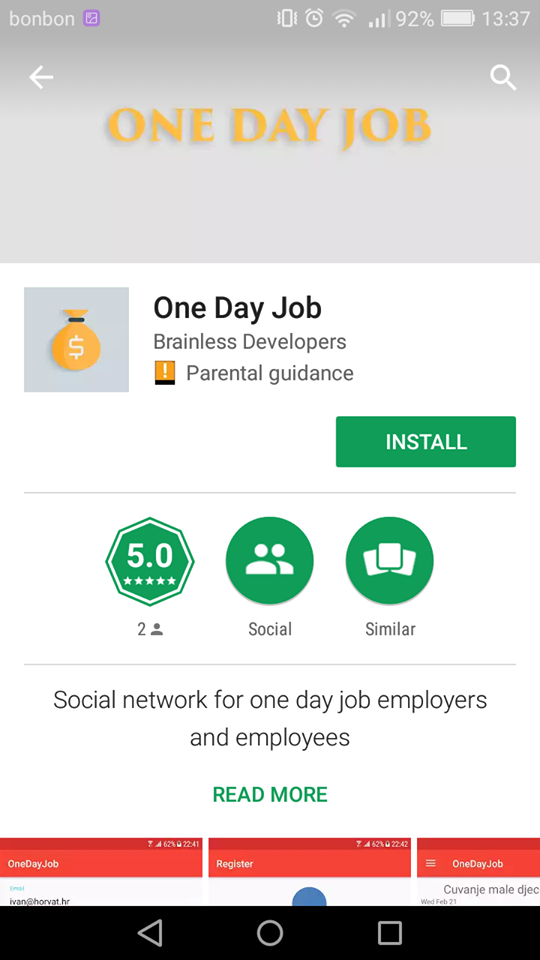 bonbon 92% 13:37
ONE DAY JOB
$
One Day Job
Brainless Developers
! Parental guidance
INSTALL
5.0
2
Social
Similar
Social network for one day job employers
and employees
READ MORE
62% 22:41
62% 22:42
OneDayJob
Register
OneDayJob
Email
ivan@horvat.hr
Cuvanje male djec
Wed Feb 21